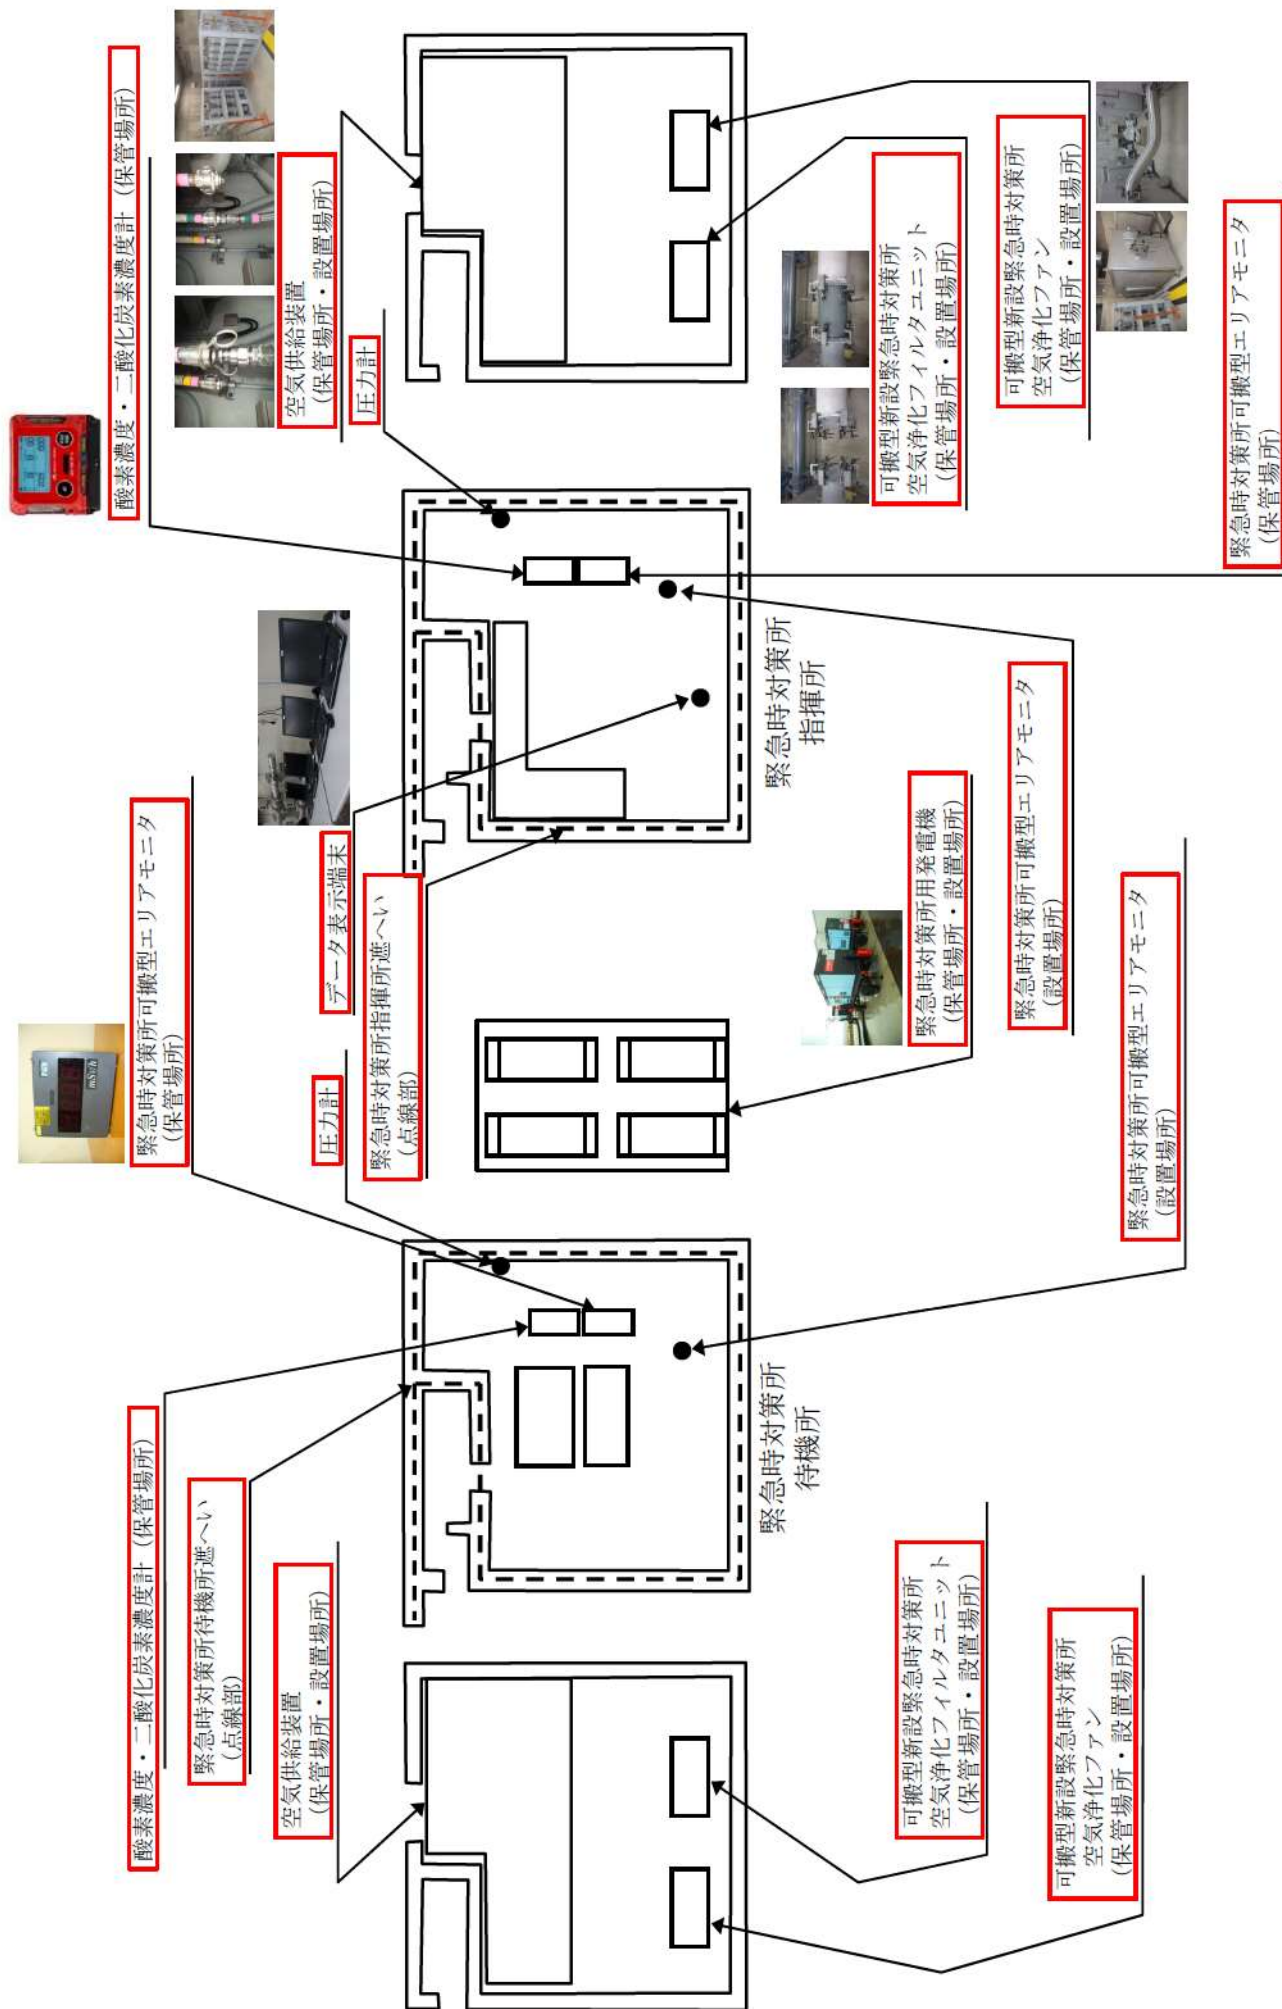 酸素濃度・二酸化炭素濃度計（保管場所）
緊急時対策所待機所遮へい
（点線部）
空気供給装置
（保管場所・設置場所）
緊急時対策所可搬型エリアモニタ
（保管場所）
圧力計
緊急時対策所指揮所遮へい
（点線部）
データ表示端末
酸素濃度・二酸化炭素濃度計（保管場所）
空気供給装置
（保管場所・設置場所）
圧力計
緊急時対策所
待機所
緊急時対策所
指揮所
可搬型新設緊急時対策所
空気浄化フィルタユニット
（保管場所・設置場所）
可搬型新設緊急時対策所
空気浄化ファン
（保管場所・設置場所）
緊急時対策所可搬型エリアモニタ
（設置場所）
緊急時対策所用発電機
（保管場所・設置場所）
緊急時対策所可搬型エリアモニタ
（設置場所）
可搬型新設緊急時対策所
空気浄化フィルタユニット
（保管場所・設置場所）
可搬型新設緊急時対策所
空気浄化ファン
（保管場所・設置場所）
緊急時対策所可搬型エリアモニタ
（保管場所）